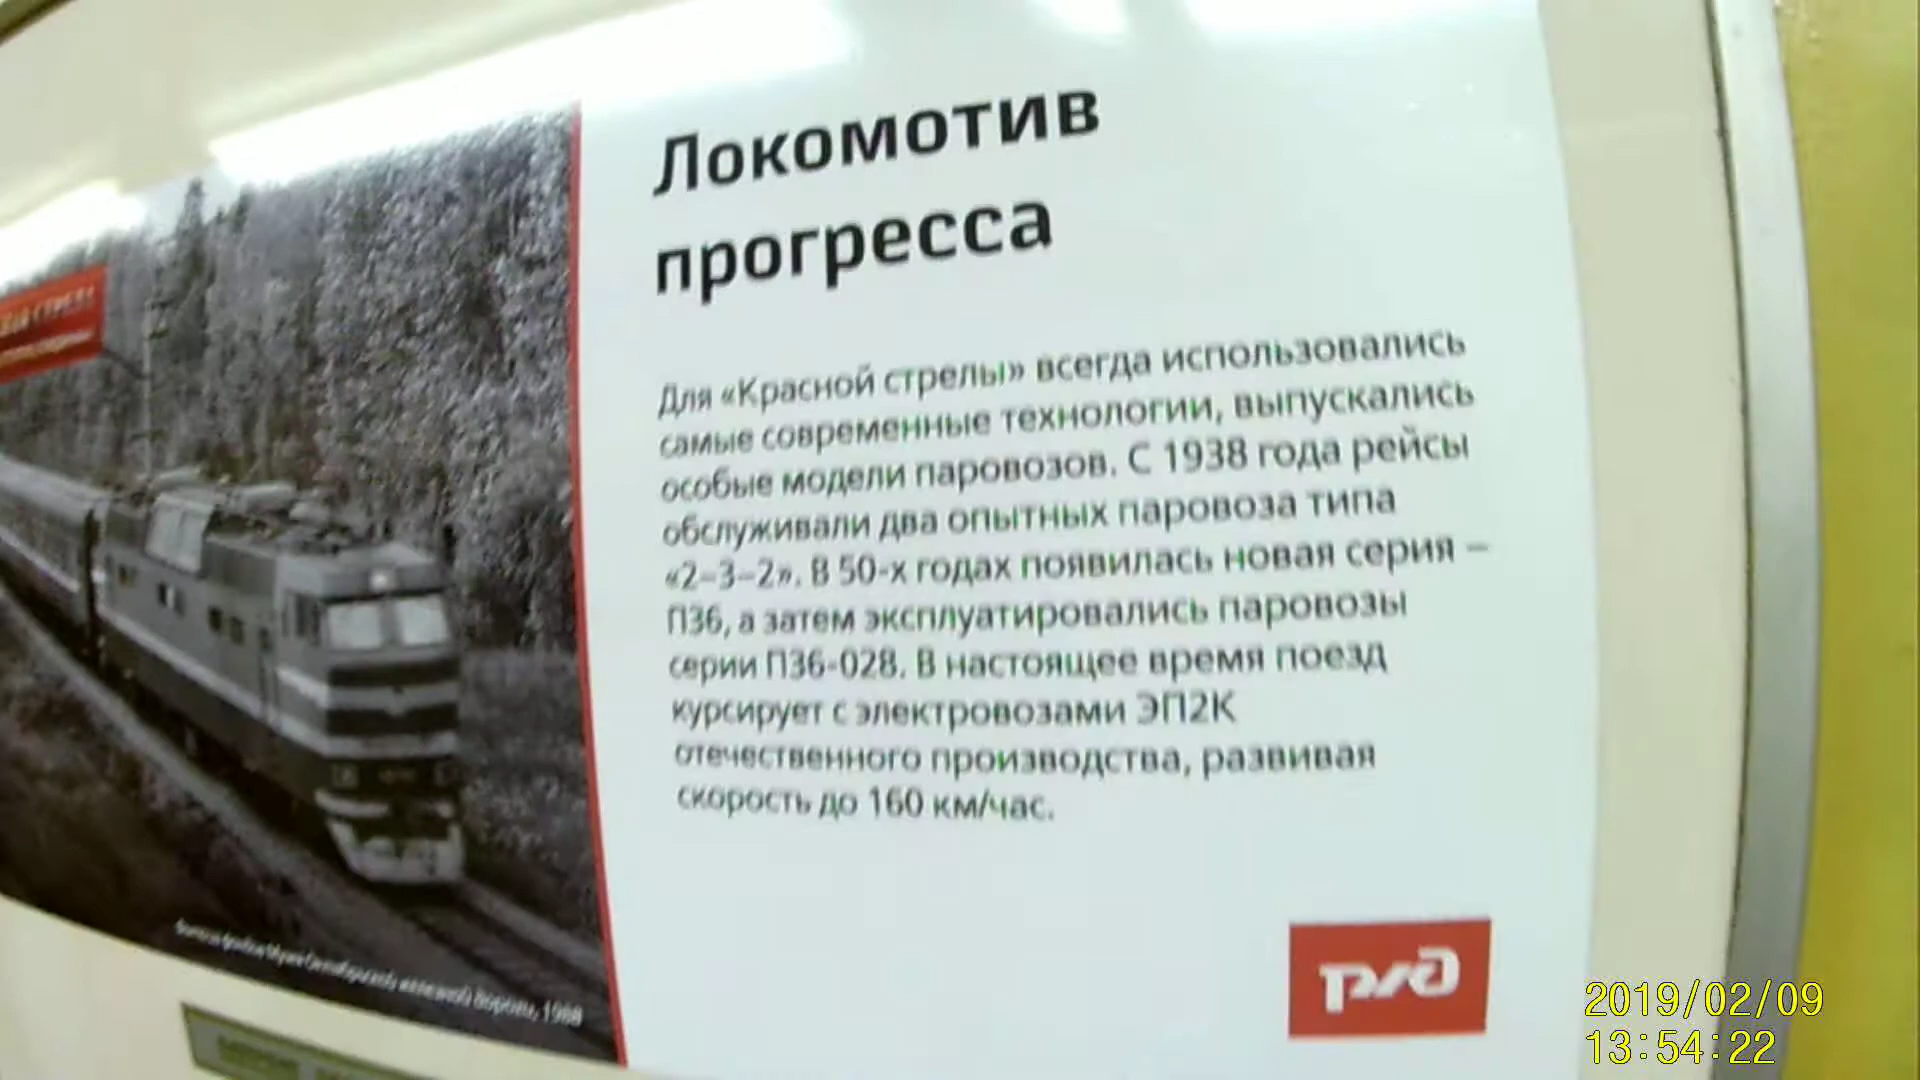 Локомотив
прогресса
Для «Красной стрелы» всегда использовались
самые современные технологии, выпускались
особые модели паровозов. С 1938 года рейсы
обслуживали два опытных паровоза типа
«2–3–2». В 50-х годах появилась новая серия –
П36, а затем эксплуатировались паровозы
серии П36-028. В настоящее время поезд
курсирует с электровозами ЭП2К
отечественного производства, развивая
скорость до 160 км/час.
железной дороги, 1988
ржд
2019/02/09
13:54:22